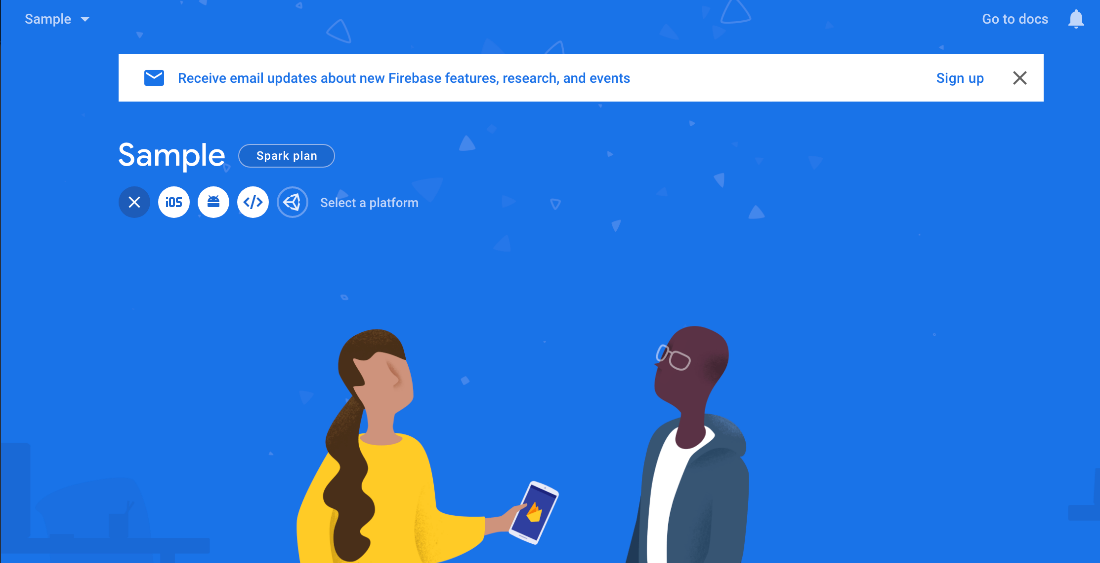 Sample
Go to docs
Receive email updates about new Firebase features, research, and events
Sign up
Sample
Spark plan
iOS
</>
Select a platform